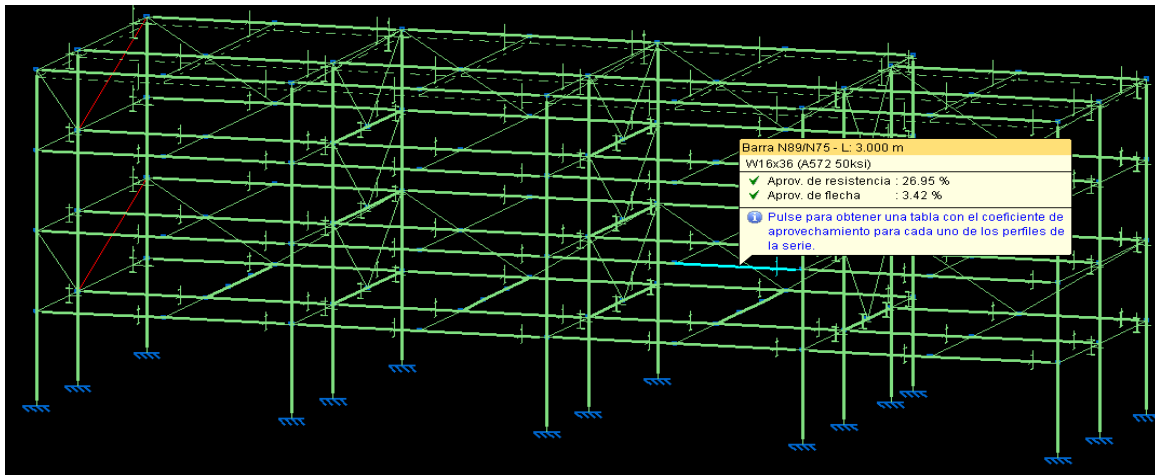 Barra N89/N75 - L: 3.000 m
W16x36 (A572 50ksi)
Aprov. de resistencia : 26.95 %
Aprov. de flecha : 3.42 %
Pulse para obtener una tabla con el coeficiente de
aprovechamiento para cada uno de los perfiles de
la serie.